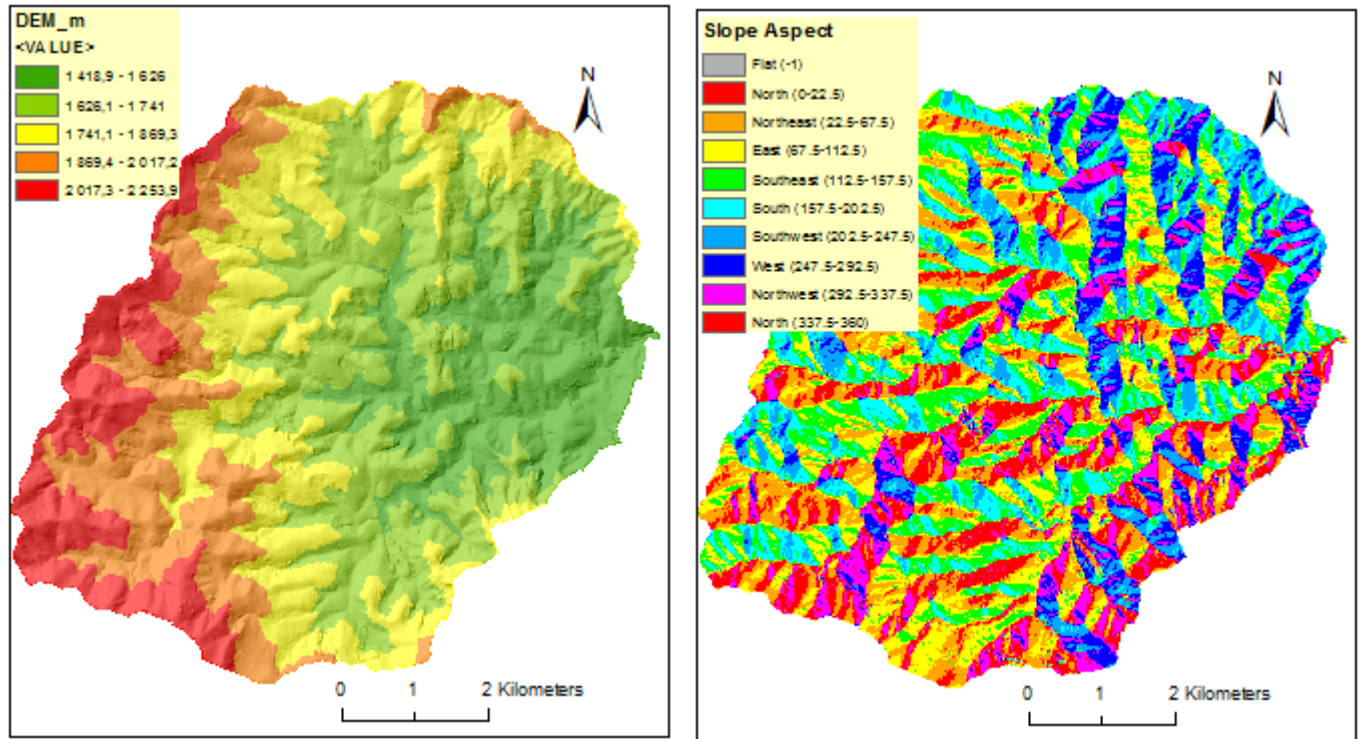 DEM_m
<VALUE>
1 418,9 - 1 626
1 626,1 - 1 741
1 741,1 - 1 869,3
1 869,4 - 2 017,2
2 017,3 - 2 253,9
N
0 1 2 Kilometers
Slope Aspect
Flat (-1)
North (0-22.5)
Northeast (22.5-67.5)
East (67.5-112.5)
Southeast (112.5-157.5)
South (157.5-202.5)
Southwest (202.5-247.5)
West (247.5-292.5)
Northwest (292.5-337.5)
North (337.5-360)
N
0 1 2 Kilometers